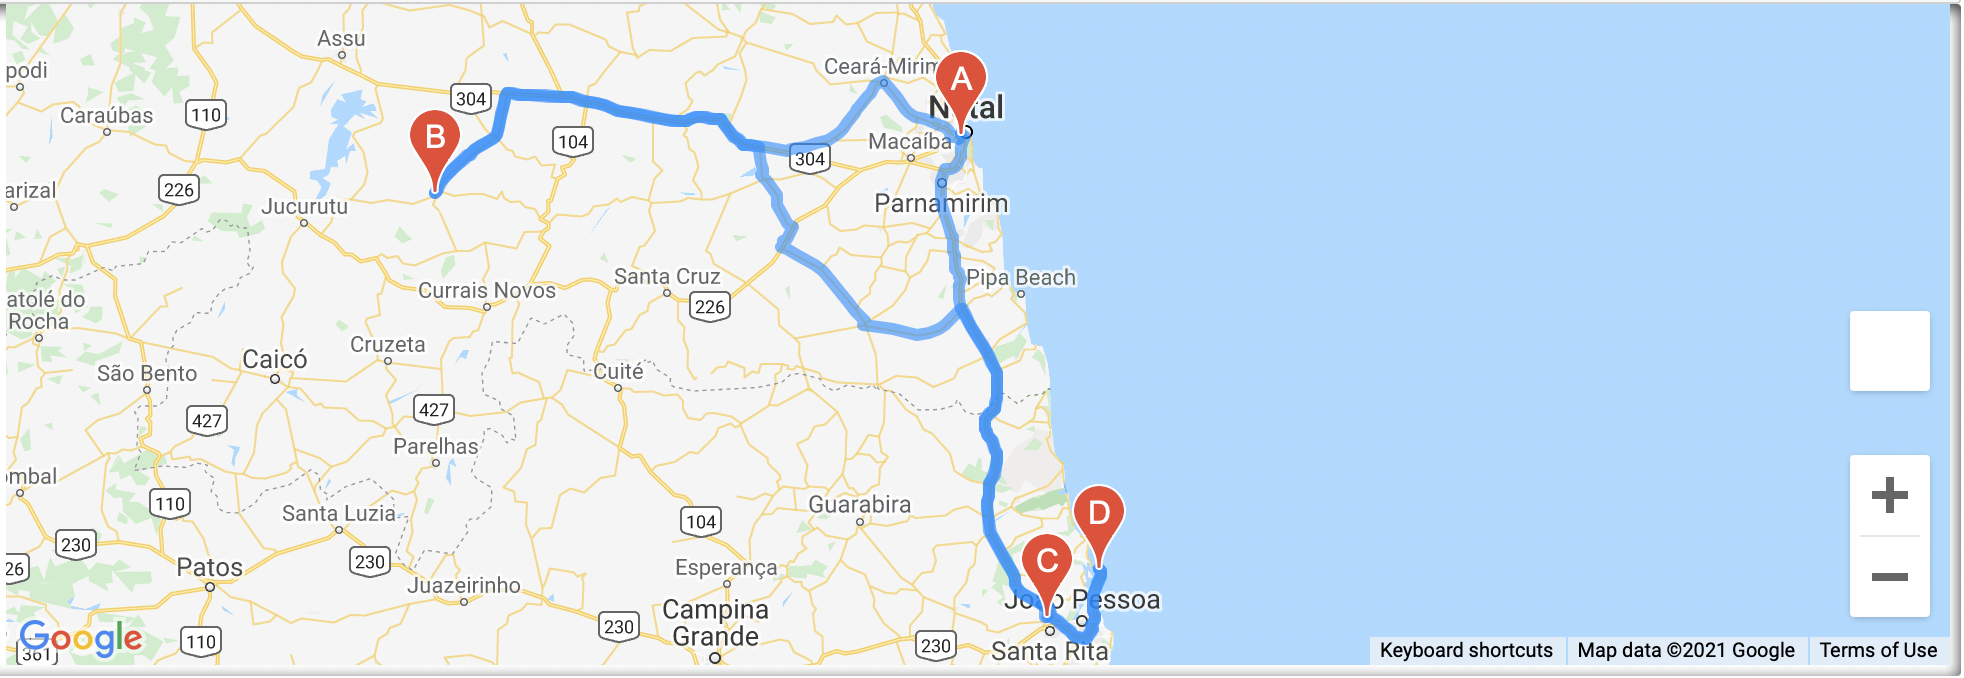 Assu
podi
Ceará-Mirim
A
304
Natal
Caraúbas
110
B
104
Macaíba
304
arizal
226
Jucurutu
Parnamirim
Santa Cruz
Pipa Beach
Currais Novos
226
atolé do
Rocha
Cruzeta
Caicó
São Bento
Cuité
427
427
Parelhas
ombal
110
Santa Luzia
104
Guarabira
D
230
230
C
26
Patos
Juazeirinho
Esperança
João Pessoa
Campina
Grande
230
Google
110
230
Santa Rita
361
Keyboard shortcuts
Map data ©2021 Google
Terms of Use